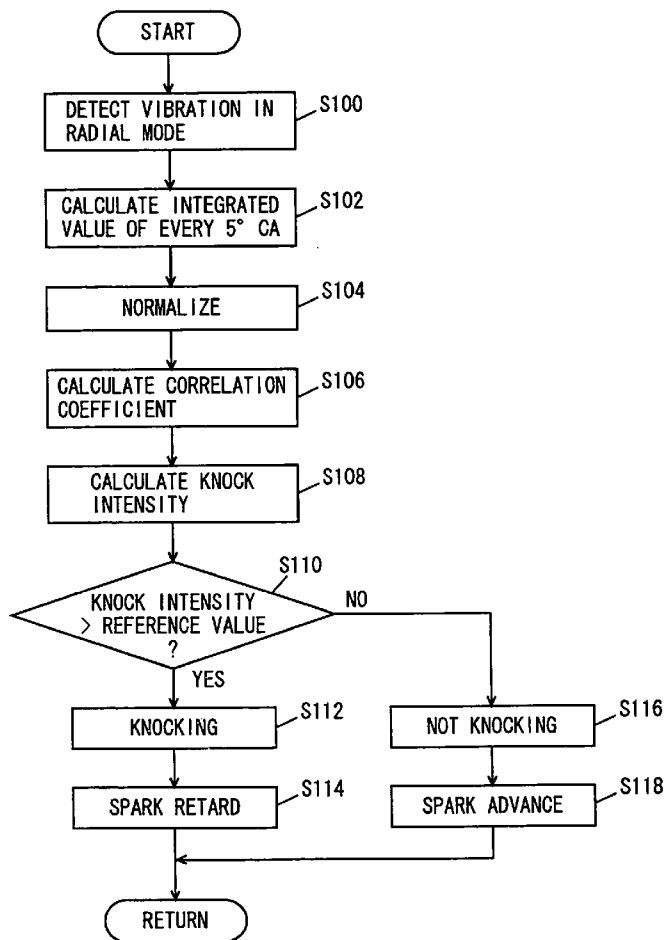 START
DETECT VIBRATION IN
RADIAL MODE
S100
CALCULATE INTEGRATED
VALUE OF EVERY 5° CA
S102
NORMALIZE
S104
CALCULATE CORRELATION
COEFFICIENT
S106
CALCULATE KNOCK
INTENSITY
S108
S110
KNOCK INTENSITY
> REFERENCE VALUE
?
NO
YES
KNOCKING
S112
NOT KNOCKING
S116
SPARK RETARD
S114
SPARK ADVANCE
S118
RETURN